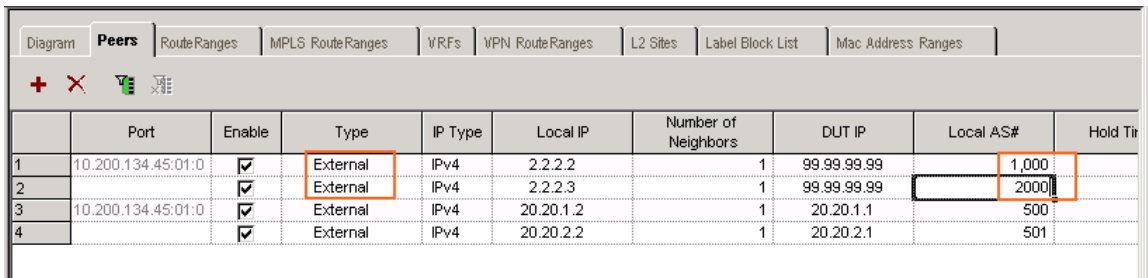 Diagram Peers RouteRanges MPLS RouteRanges VRFs VPN RouteRanges L2 Sites Label Block List Mac Address Ranges
Port Enable Type IP Type Local IP Number of Neighbors DUT IP Local AS# Hold Tir
1 10.200.134.45:01:0 External IPv4 2.2.2.2 1 99.99.99.99 1,000
2 External IPv4 2.2.2.3 1 99.99.99.99 2000
3 10.200.134.45:01:0 External IPv4 20.20.1.2 1 20.20.1.1 500
4 External IPv4 20.20.2.2 1 20.20.2.1 501